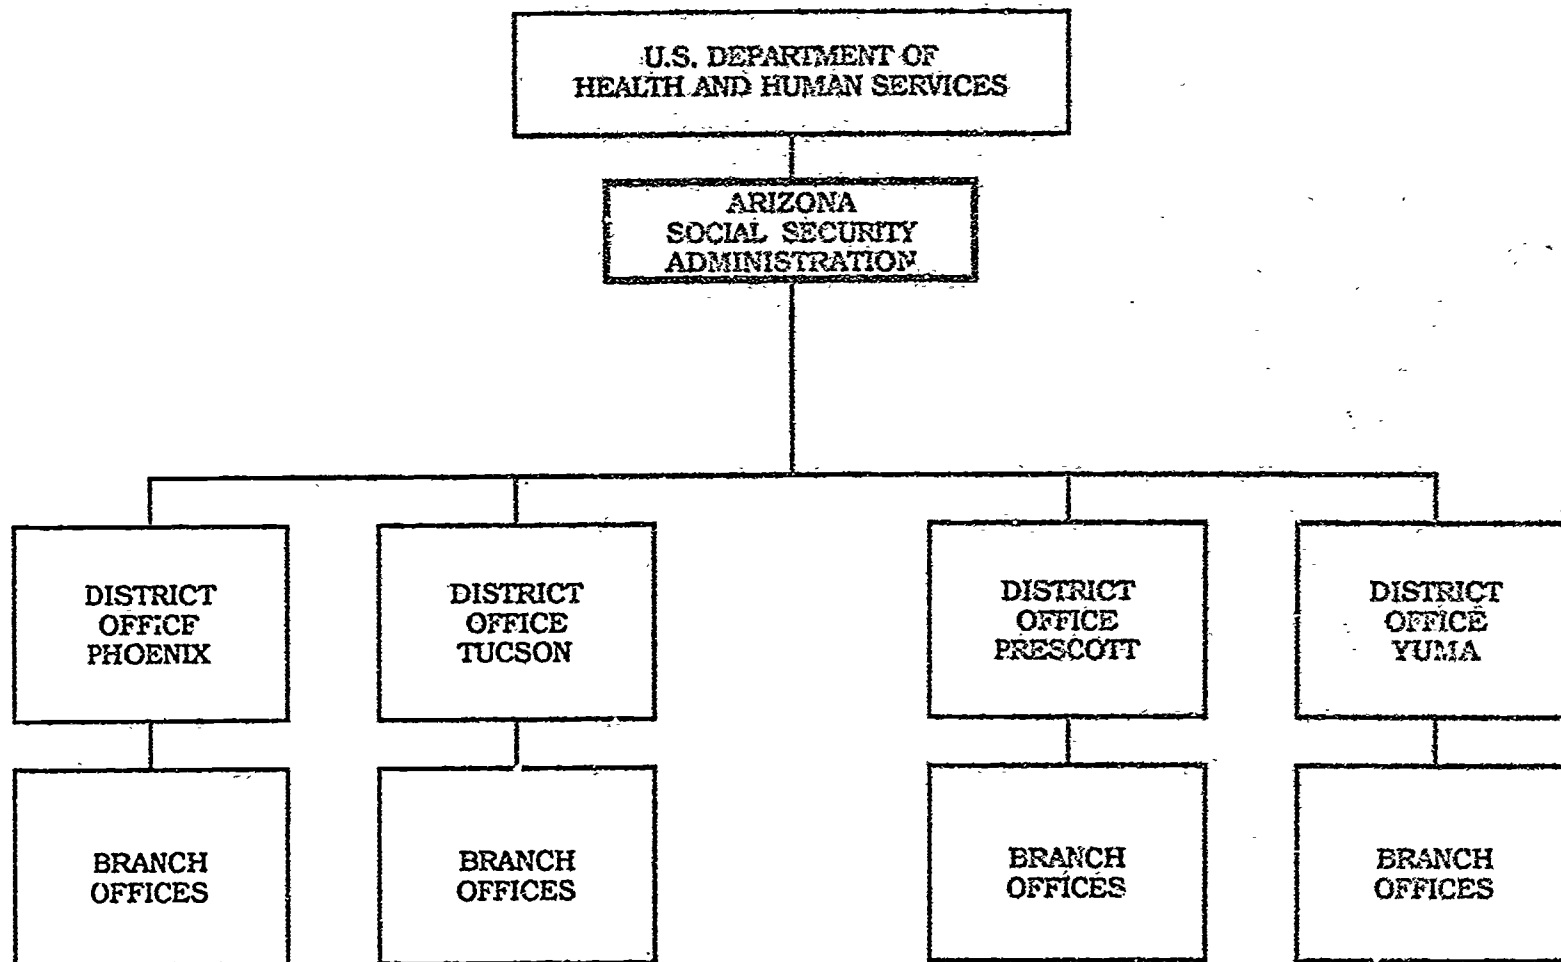 U.S. DEPARTMENT OF
HEALTH AND HUMAN SERVICES
ARIZONA
SOCIAL SECURITY
ADMINISTRATION
DISTRICT
OFFICE
PHOENIX
DISTRICT
OFFICE
TUCSON
DISTRICT
OFFICE
PRESCOTT
DISTRICT
OFFICE
YUMA
BRANCH
OFFICES
BRANCH
OFFICES
BRANCH
OFFICES
BRANCH
OFFICES